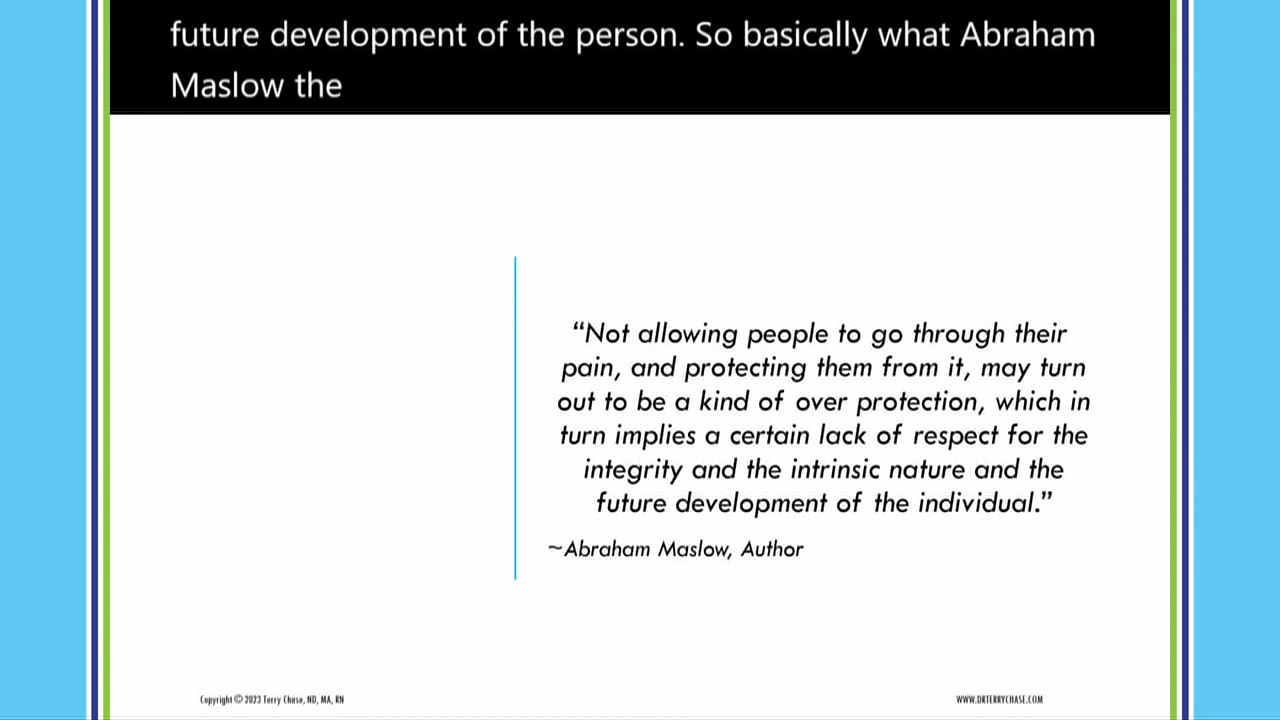 future development of the person. So basically what Abraham
Maslow the
“Not allowing people to go through their
pain, and protecting them from it, may turn
out to be a kind of over protection, which in
turn implies a certain lack of respect for the
integrity and the intrinsic nature and the
future development of the individual.”
~Abraham Maslow, Author
Copyright © 2023 Terry Chase, ND, MA, RN
WWW.DRTERRYCHASE.COM